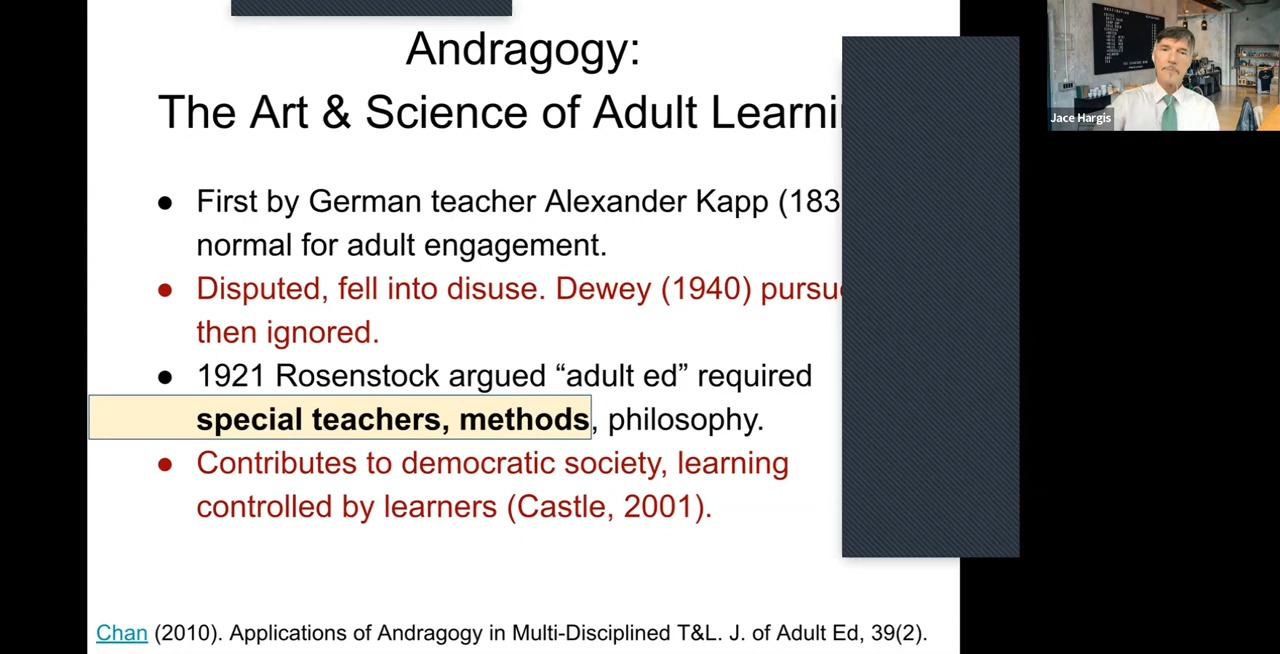 Andragogy:
The Art & Science of Adult
● First by German teacher Alexander Kapp
normal for adult engagement.
● Disputed, fell into disuse. Dewey (1940)
then ignored.
● 1921 Rosenstock argued “adult ed” required
special teachers, methods, philosophy.
● Contributes to democratic society, learning
controlled by learners (Castle, 2001).
Chan (2010). Applications of Andragogy in Multi-Disciplined T&L. J. of Adult Ed, 39(2).
Jace Hargis